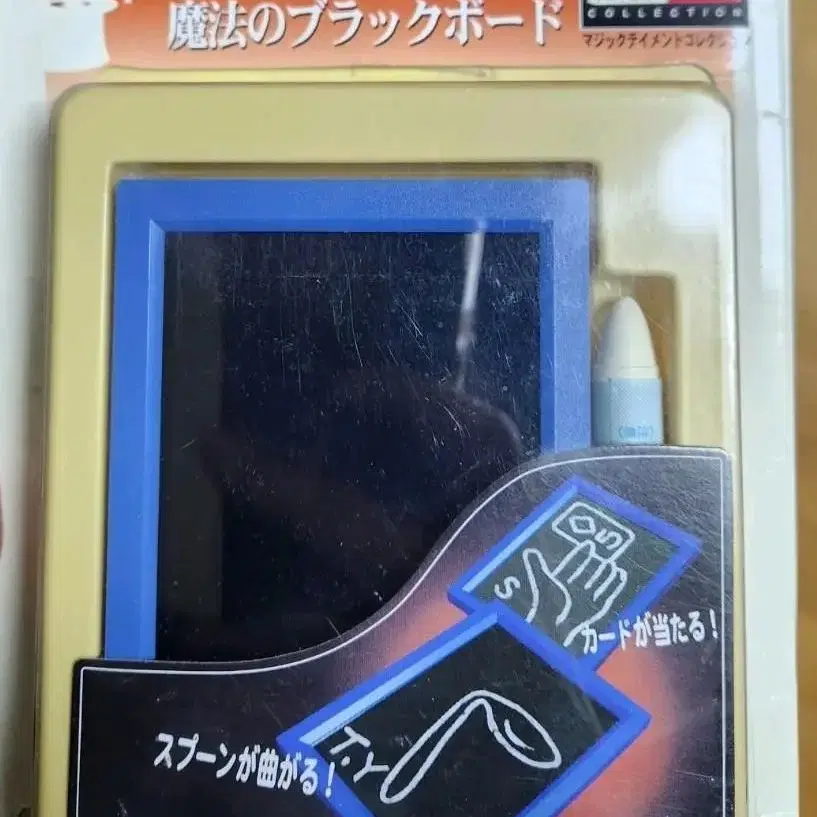 魔法のブラックボード
COLLECTION
マジックテイメントコレクション
S
カードが当たる!
T.Y
スプーンが曲がる!